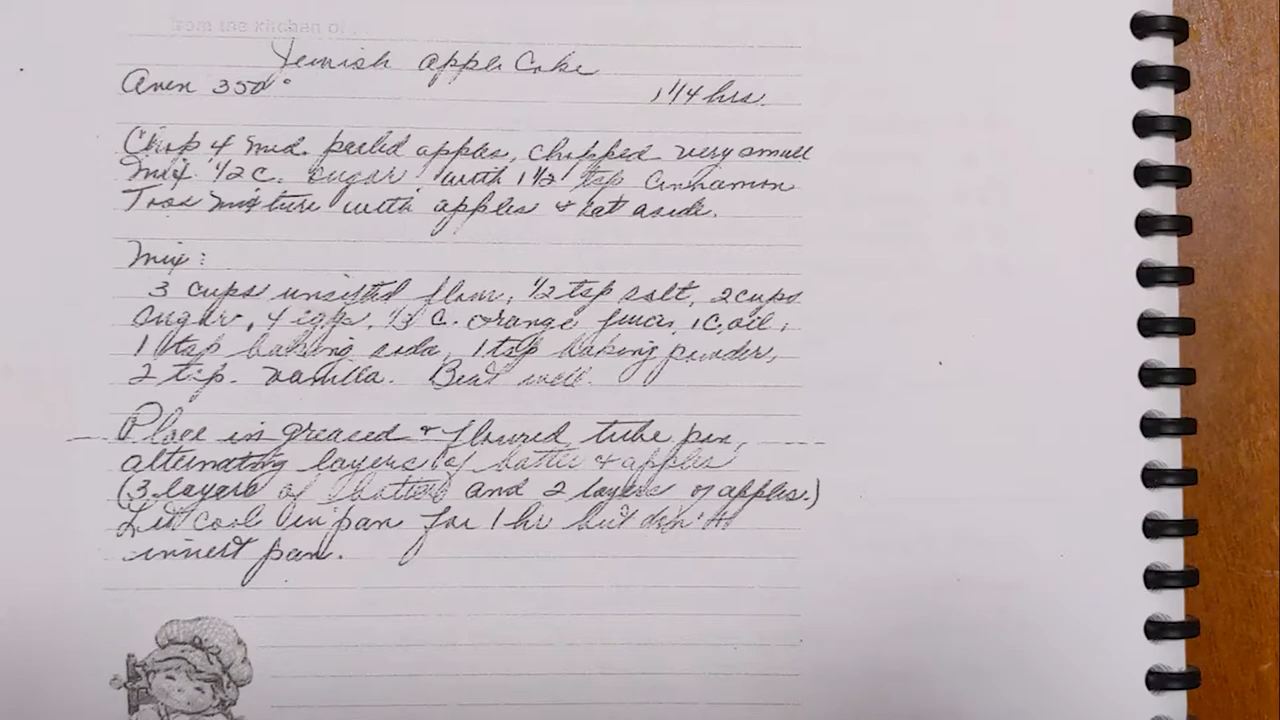 from the kitchen of
Jewish apple Cake
Oven 350° 1 1/4 hrs.
Chop 4 med. peeled apples, chopped very small
Mix 1/2 c. sugar with 1 1/2 tsp cinnamon
Toss mixture with apples & set aside.
Mix:
3 cups unsifted flour, 1/2 tsp salt, 2 cups
sugar, 4 eggs, 1/3 c. orange juice, 1 C. oil,
1 tsp baking soda, 1 tsp baking powder,
2 tsp. vanilla. Beat well.
Place in greased & floured tube pan,
alternating layers of batter & apples
(3 layers of batter and 2 layers of apples.)
Let cool in pan for 1 hr but don't
invert pan.